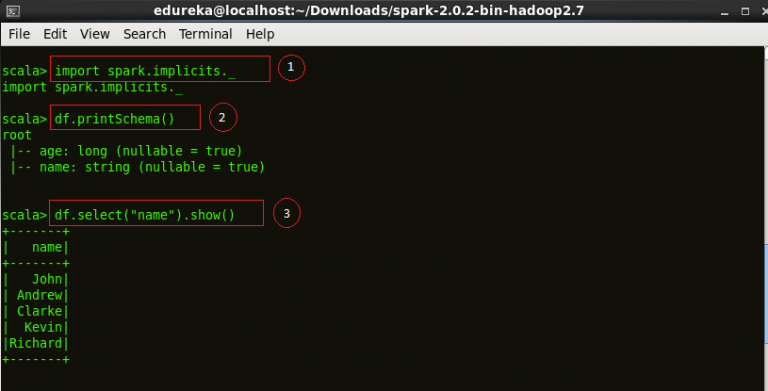 edureka@localhost:~/Downloads/spark-2.0.2-bin-hadoop2.7
File Edit View Search Terminal Help
scala> import spark.implicits._ 1
import spark.implicits._
scala> df.printSchema() 2
root
 |-- age: long (nullable = true)
 |-- name: string (nullable = true)
scala> df.select("name").show() 3
+-------+
|   name|
+-------+
|   John|
| Andrew|
| Clarke|
|  Kevin|
|Richard|
+-------+